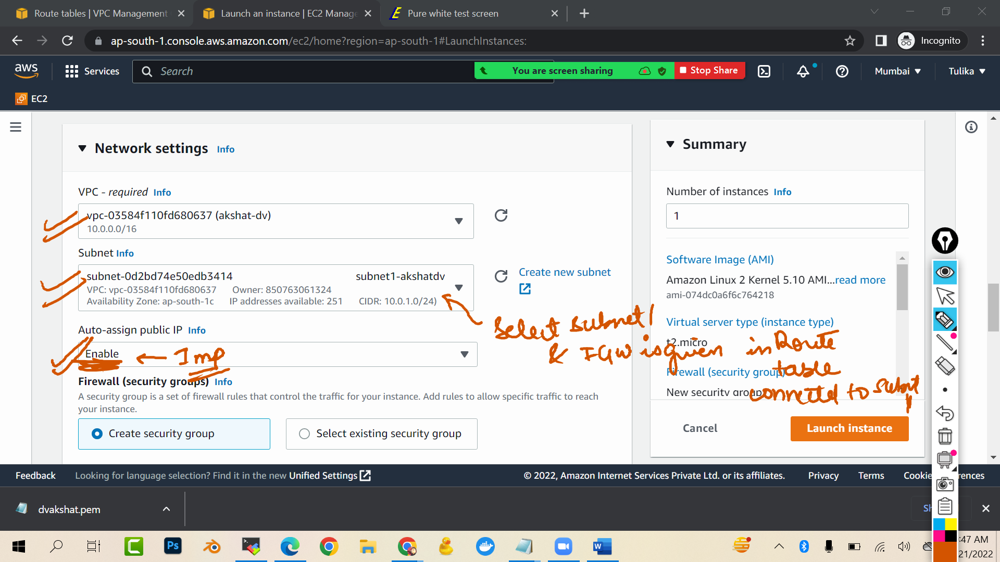 Route tables | VPC Management
Launch an instance | EC2 Manage
Pure white test screen
ap-south-1.console.aws.amazon.com/ec2/home?region=ap-south-1#LaunchInstances:
Incognito
aws
Services
Search
You are screen sharing
Stop Share
Mumbai
Tulika
EC2
Network settings Info
VPC - required Info
vpc-03584f110fd680637 (akshat-dv)
10.0.0.0/16
Subnet Info
subnet-0d2bd74e50edb3414 subnet1-akshatdv
VPC: vpc-03584f110fd680637 Owner: 850763061324
Availability Zone: ap-south-1c IP addresses available: 251 CIDR: 10.0.1.0/24)
Create new subnet
Select Subnet 1
& IGW is given in Route
table
connected to Subnet
1
Auto-assign public IP Info
Enable
← Imp
Firewall (security groups) Info
A security group is a set of firewall rules that control the traffic for your instance. Add rules to allow specific traffic to reach
your instance.
Create security group
Select existing security group
Summary
Number of instances Info
1
Software Image (AMI)
Amazon Linux 2 Kernel 5.10 AMI...read more
ami-074dc0a6f6c764218
Virtual server type (instance type)
t2.micro
Firewall (security group)
New security group
Cancel
Launch instance
Feedback
Looking for language selection? Find it in the new Unified Settings
© 2022, Amazon Internet Services Private Ltd. or its affiliates.
Privacy
Terms
Cookie
rences
dvakshat.pem
Sh
Ps
W
:47 AM
21/2022